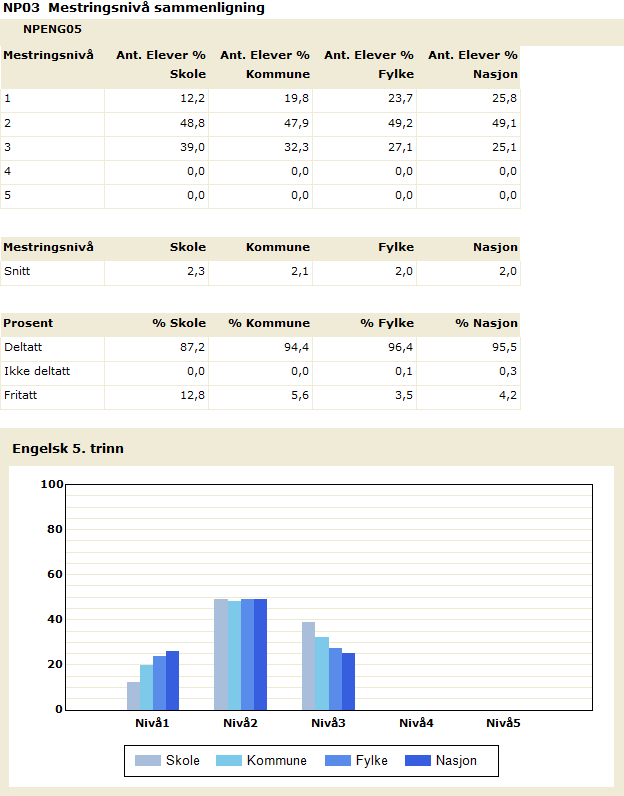 NP03 Mestringsnivå sammenligning
NPENG05
Mestringsnivå Ant. Elever % Skole Ant. Elever % Kommune Ant. Elever % Fylke Ant. Elever % Nasjon
1 12,2 19,8 23,7 25,8
2 48,8 47,9 49,2 49,1
3 39,0 32,3 27,1 25,1
4 0,0 0,0 0,0 0,0
5 0,0 0,0 0,0 0,0
Mestringsnivå Skole Kommune Fylke Nasjon
Snitt 2,3 2,1 2,0 2,0
Prosent % Skole % Kommune % Fylke % Nasjon
Deltatt 87,2 94,4 96,4 95,5
Ikke deltatt 0,0 0,0 0,1 0,3
Fritatt 12,8 5,6 3,5 4,2
Engelsk 5. trinn
100
80
60
40
20
0
Nivå1 Nivå2 Nivå3 Nivå4 Nivå5
Skole Kommune Fylke Nasjon